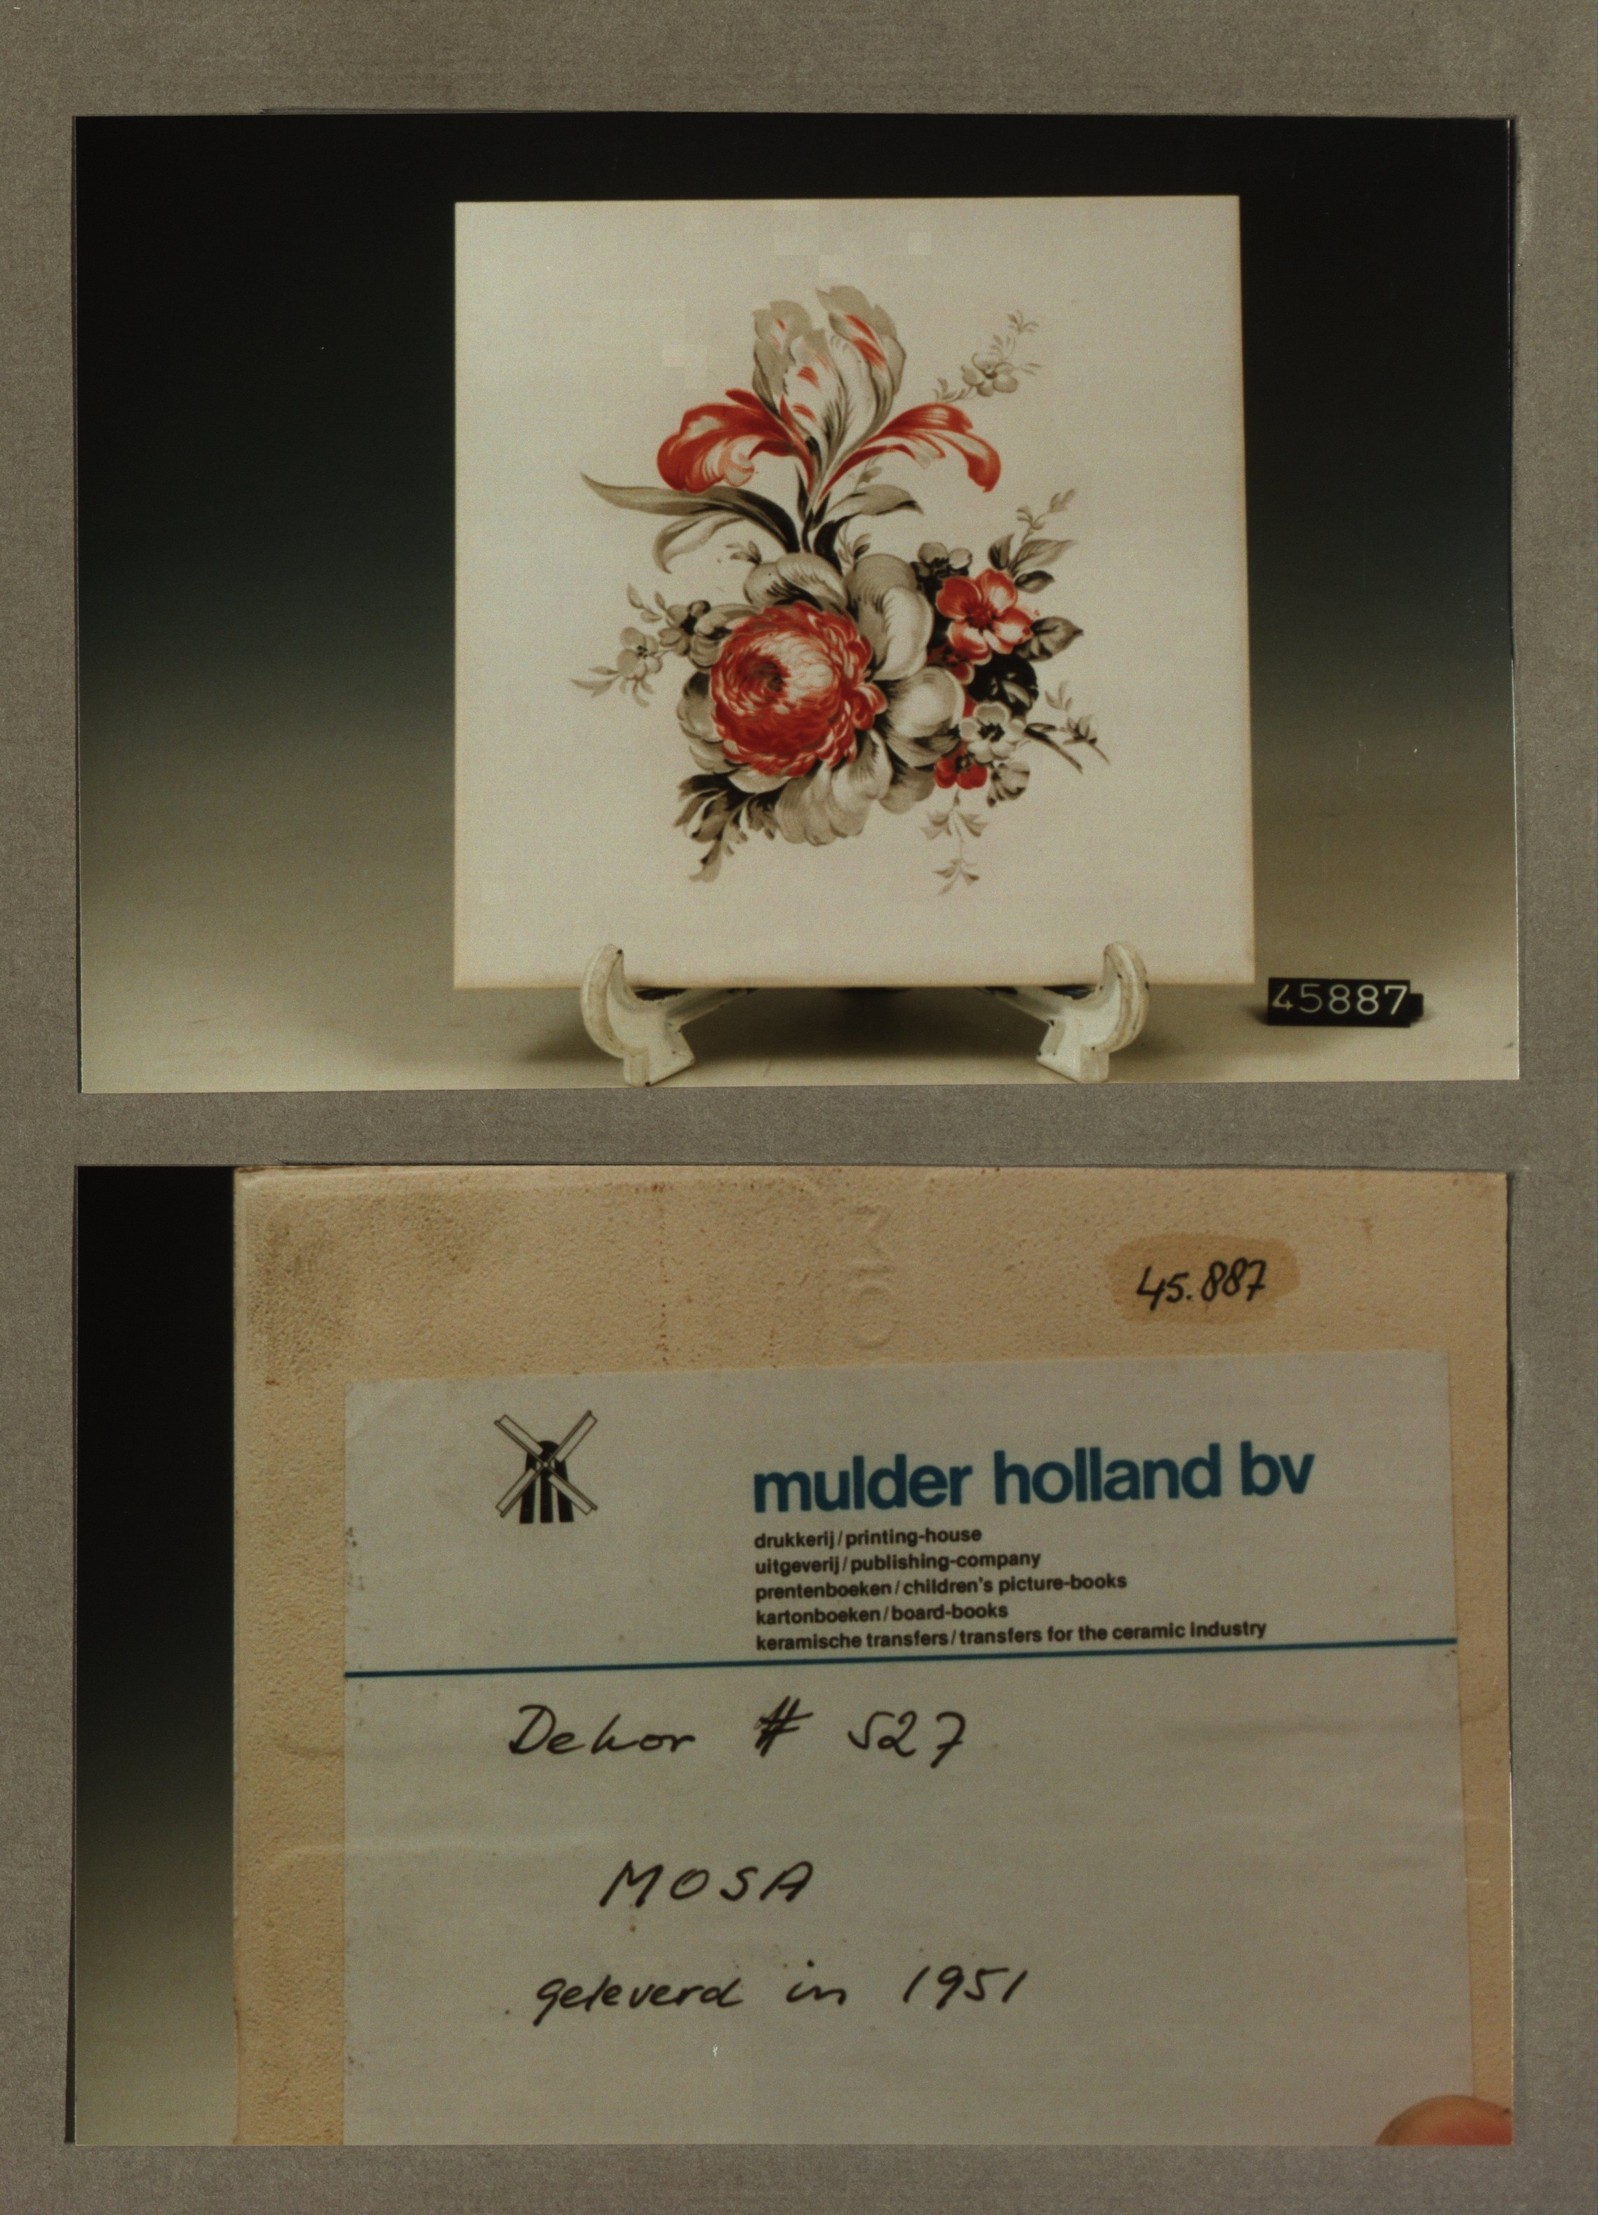 45887
MO
45.887
mulder holland bv
drukkerij/printing-house
uitgeverij/publishing-company
prentenboeken/children's picture-books
kartonboeken/board-books
keramische transfers/transfers for the ceramic industry
Dekor # 527
MOSA
geleverd in 1951